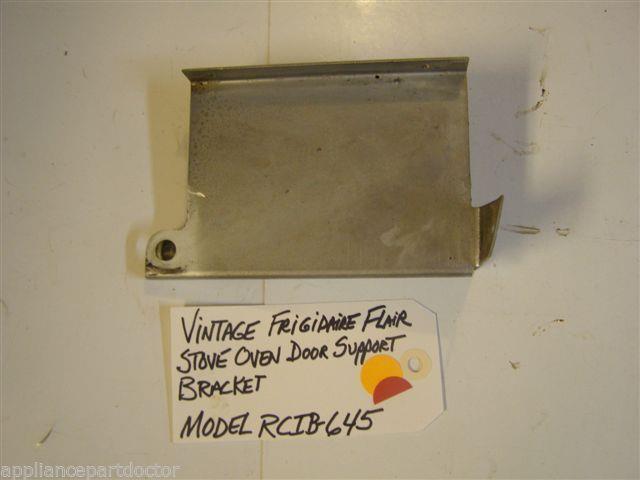 VINTAGE FRIGIDAIRE FLAIR
STOVE OVEN DOOR SUPPORT
BRACKET
MODEL RCIB-645
appliancepartdoctor